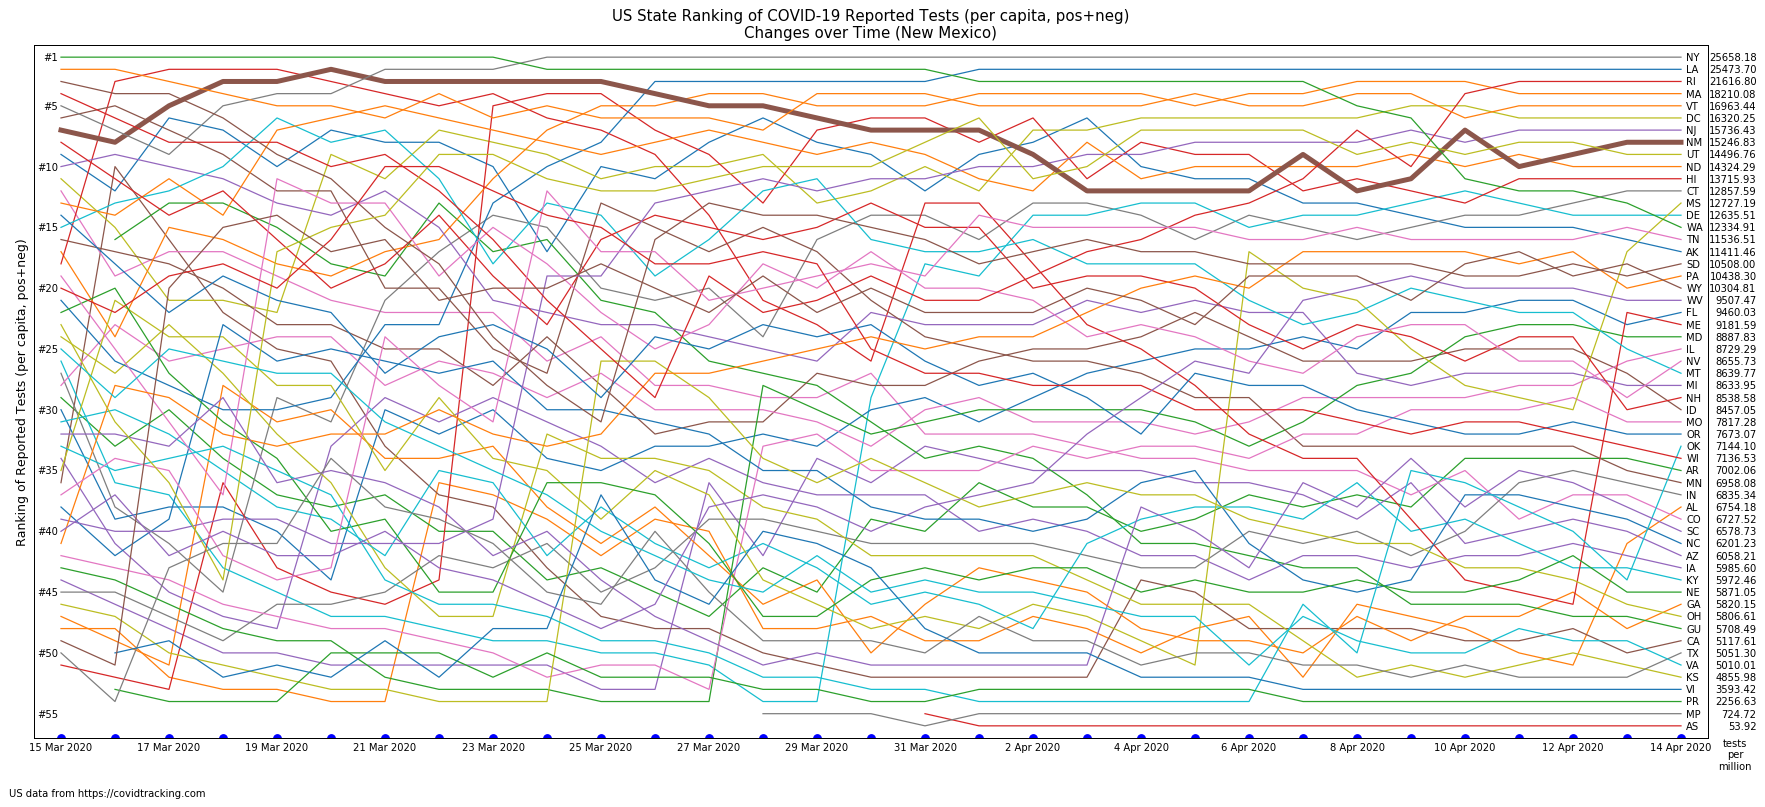 US State Ranking of COVID-19 Reported Tests (per capita, pos+neg)
Changes over Time (New Mexico)
Ranking of Reported Tests (per capita, pos+neg)
#1
#5
#10
#15
#20
#25
#30
#35
#40
#45
#50
#55
NY 25658.18
LA 25473.70
RI 21616.80
MA 18210.08
VT 16963.44
DC 16320.25
NJ 15736.43
NM 15246.83
UT 14496.76
ND 14324.29
HI 13715.93
CT 12857.59
MS 12727.19
DE 12635.51
WA 12334.91
TN 11536.51
AK 11411.46
SD 10508.00
PA 10438.30
WY 10304.81
WV 9507.47
FL 9460.03
ME 9181.59
MD 8887.83
IL 8729.29
NV 8655.73
MT 8639.77
MI 8633.95
NH 8538.58
ID 8457.05
MO 7817.28
OR 7673.07
OK 7144.10
WI 7136.53
AR 7002.06
MN 6958.08
IN 6835.34
AL 6754.18
CO 6727.52
SC 6578.73
NC 6201.23
AZ 6058.21
IA 5985.60
KY 5972.46
NE 5871.05
GA 5820.15
OH 5806.61
GU 5708.49
CA 5117.61
TX 5051.30
VA 5010.01
KS 4855.98
VI 3593.42
PR 2256.63
MP 724.72
AS 53.92
15 Mar 2020 17 Mar 2020 19 Mar 2020 21 Mar 2020 23 Mar 2020 25 Mar 2020 27 Mar 2020 29 Mar 2020 31 Mar 2020 2 Apr 2020 4 Apr 2020 6 Apr 2020 8 Apr 2020 10 Apr 2020 12 Apr 2020 14 Apr 2020
tests
per
million
US data from https://covidtracking.com